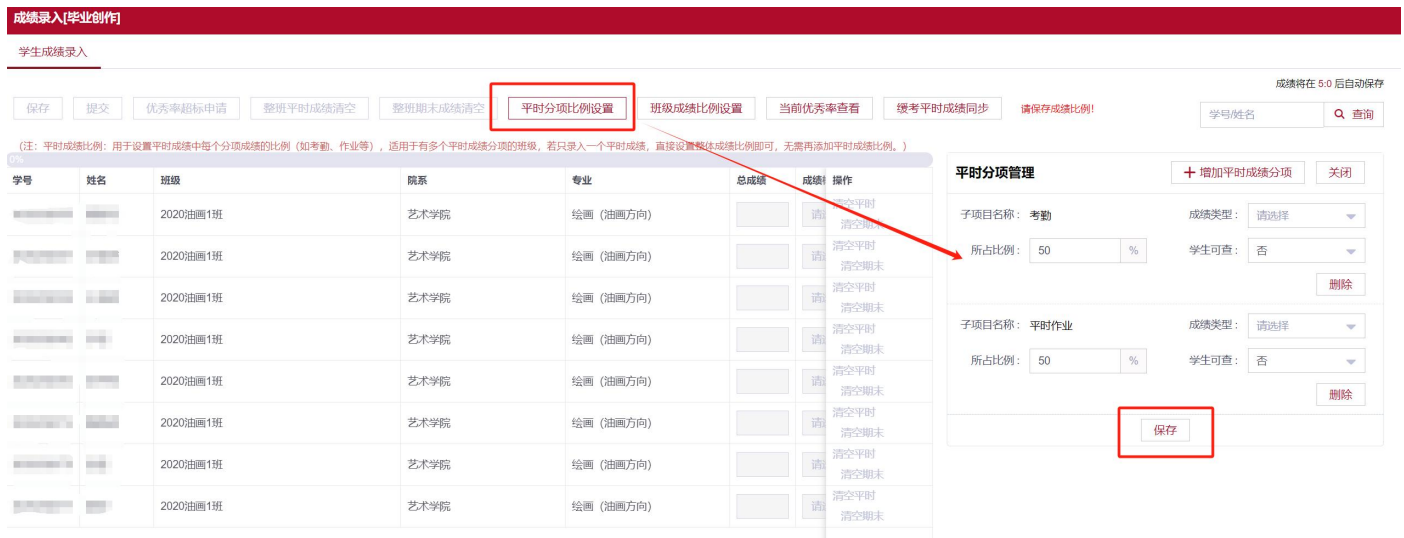 成绩录入[毕业创作]
学生成绩录入
成绩将在 5:0 后自动保存
保存 提交 优秀率超标申请 整班平时成绩清空 整班期末成绩清空 平时分项比例设置 班级成绩比例设置 当前优秀率查看 缓考平时成绩同步 请保存成绩比例! 学号/姓名 查询
(注：平时成绩比例：用于设置平时成绩中每个分项成绩的比例（如考勤、作业等），适用于有多个平时成绩分项的班级，若只录入一个平时成绩，直接设置整体成绩比例即可，无需再添加平时成绩比例。)
0%
学号 姓名 班级 院系 专业 总成绩 成绩 操作
2020油画1班 艺术学院 绘画（油画方向） 请 清空平时
清空期末
2020油画1班 艺术学院 绘画（油画方向） 请 清空平时
清空期末
2020油画1班 艺术学院 绘画（油画方向） 请 清空平时
清空期末
2020油画1班 艺术学院 绘画（油画方向） 请 清空平时
清空期末
2020油画1班 艺术学院 绘画（油画方向） 请 清空平时
清空期末
2020油画1班 艺术学院 绘画（油画方向） 请 清空平时
清空期末
2020油画1班 艺术学院 绘画（油画方向） 请 清空平时
清空期末
2020油画1班 艺术学院 绘画（油画方向） 请 清空平时
清空期末
平时分项管理 + 增加平时成绩分项 关闭
子项目名称： 考勤 成绩类型： 请选择
所占比例： 50 % 学生可查： 否
删除
子项目名称： 平时作业 成绩类型： 请选择
所占比例： 50 % 学生可查： 否
删除
保存